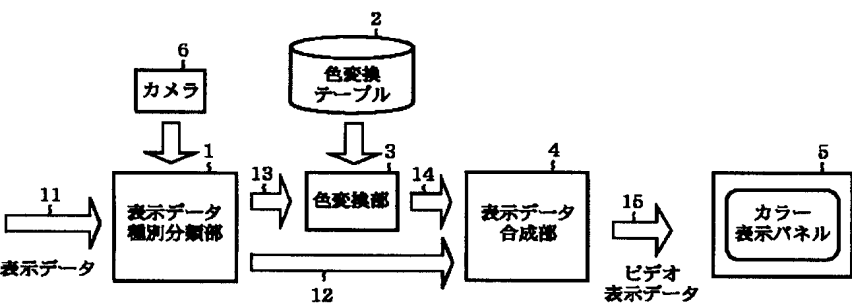 2
6
色変換
テーブル
カメラ
1
3
4
5
11
13
14
15
表示データ
種別分類部
色変換部
表示データ
合成部
カラー
表示パネル
表示データ
12
ビデオ
表示データ